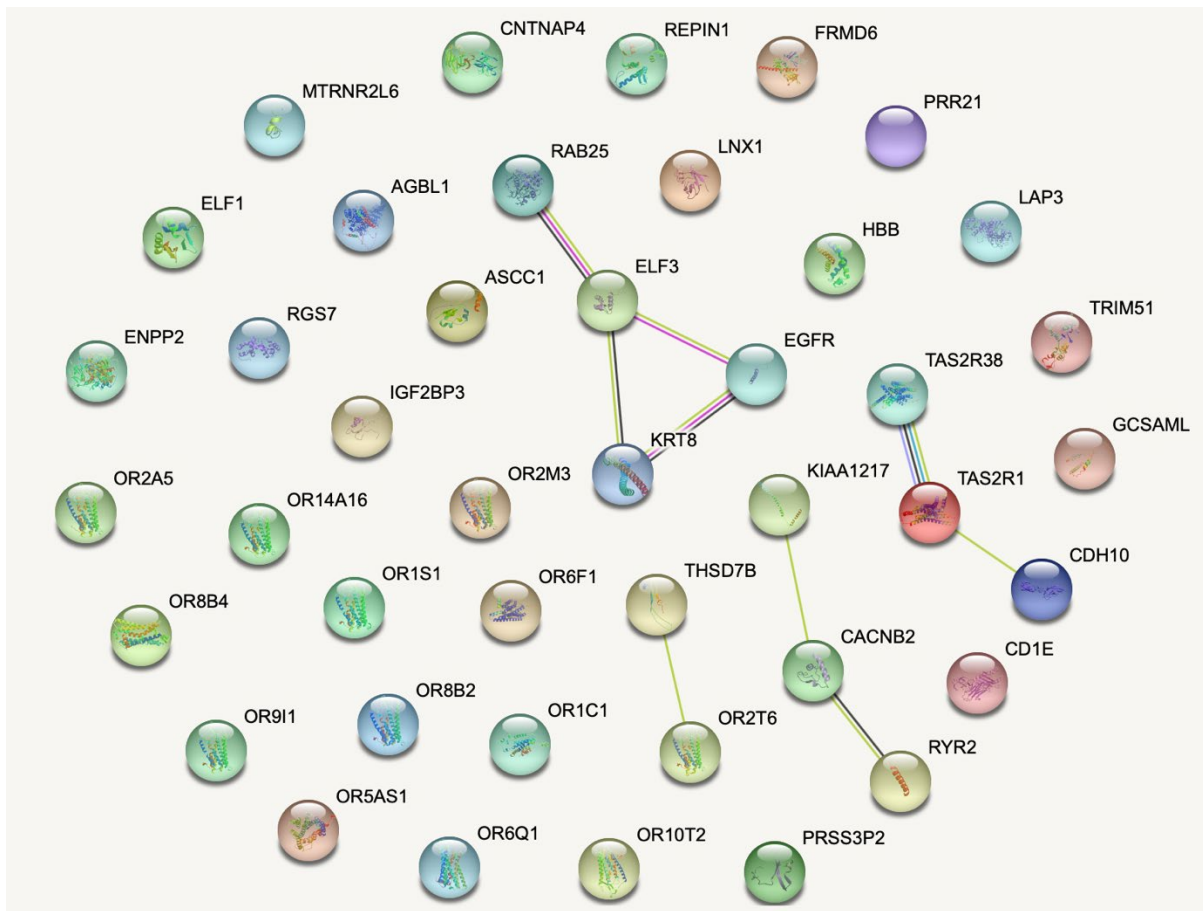 CNTNAP4
REPIN1
FRMD6
MTRNR2L6
PRR21
RAB25
LNX1
AGBL1
ELF1
LAP3
HBB
ELF3
ASCC1
TRIM51
RGS7
ENPP2
EGFR
TAS2R38
IGF2BP3
GCSAML
KRT8
KIAA1217
OR2M3
OR2A5
OR14A16
TAS2R1
CDH10
OR1S1
OR6F1
THSD7B
OR8B4
CACNB2
CD1E
OR8B2
OR1C1
OR2T6
OR9I1
RYR2
OR5AS1
OR6Q1
OR10T2
PRSS3P2